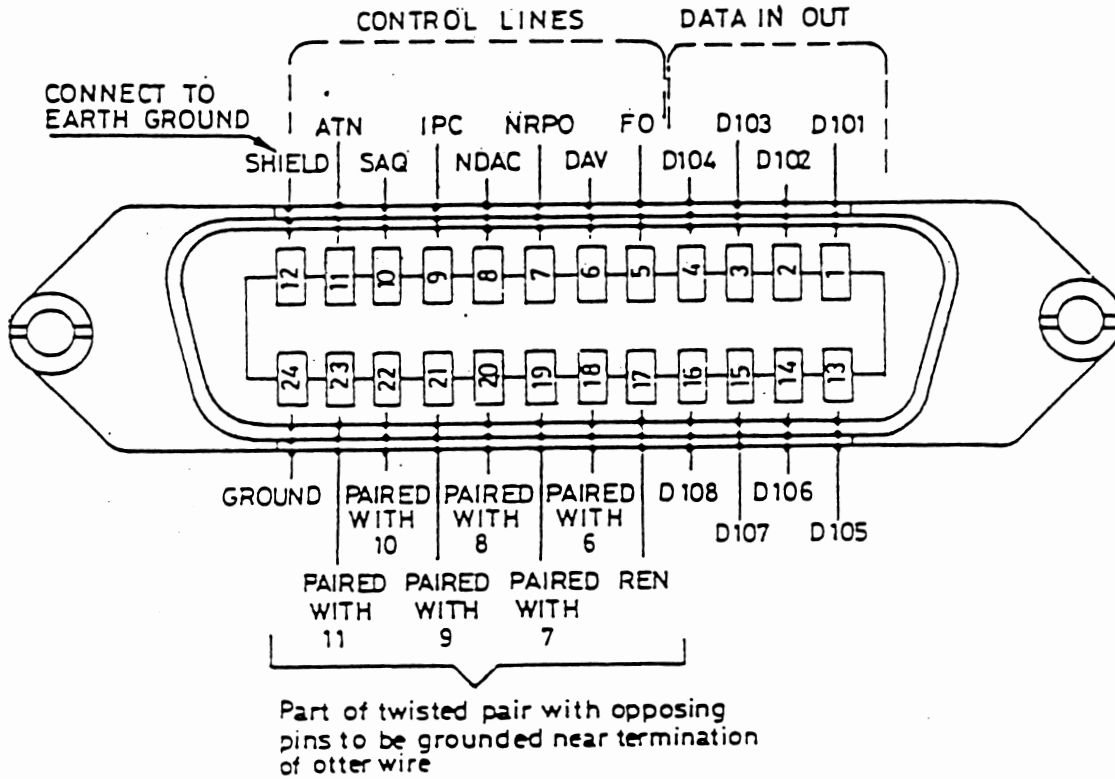 CONTROL LINES
DATA IN OUT
CONNECT TO
EARTH GROUND
ATN IPC NRPO FO D103 D101
SHIELD SAQ NDAC DAV D104 D102
12 11 10 9 8 7 6 5 4 3 2 1
24 23 22 21 20 19 18 17 16 15 14 13
GROUND
PAIRED
WITH
10
PAIRED
WITH
8
PAIRED
WITH
6
D108
D106
D107
D105
PAIRED
WITH
11
PAIRED
WITH
9
PAIRED
WITH
7
REN
Part of twisted pair with opposing
pins to be grounded near termination
of otter wire